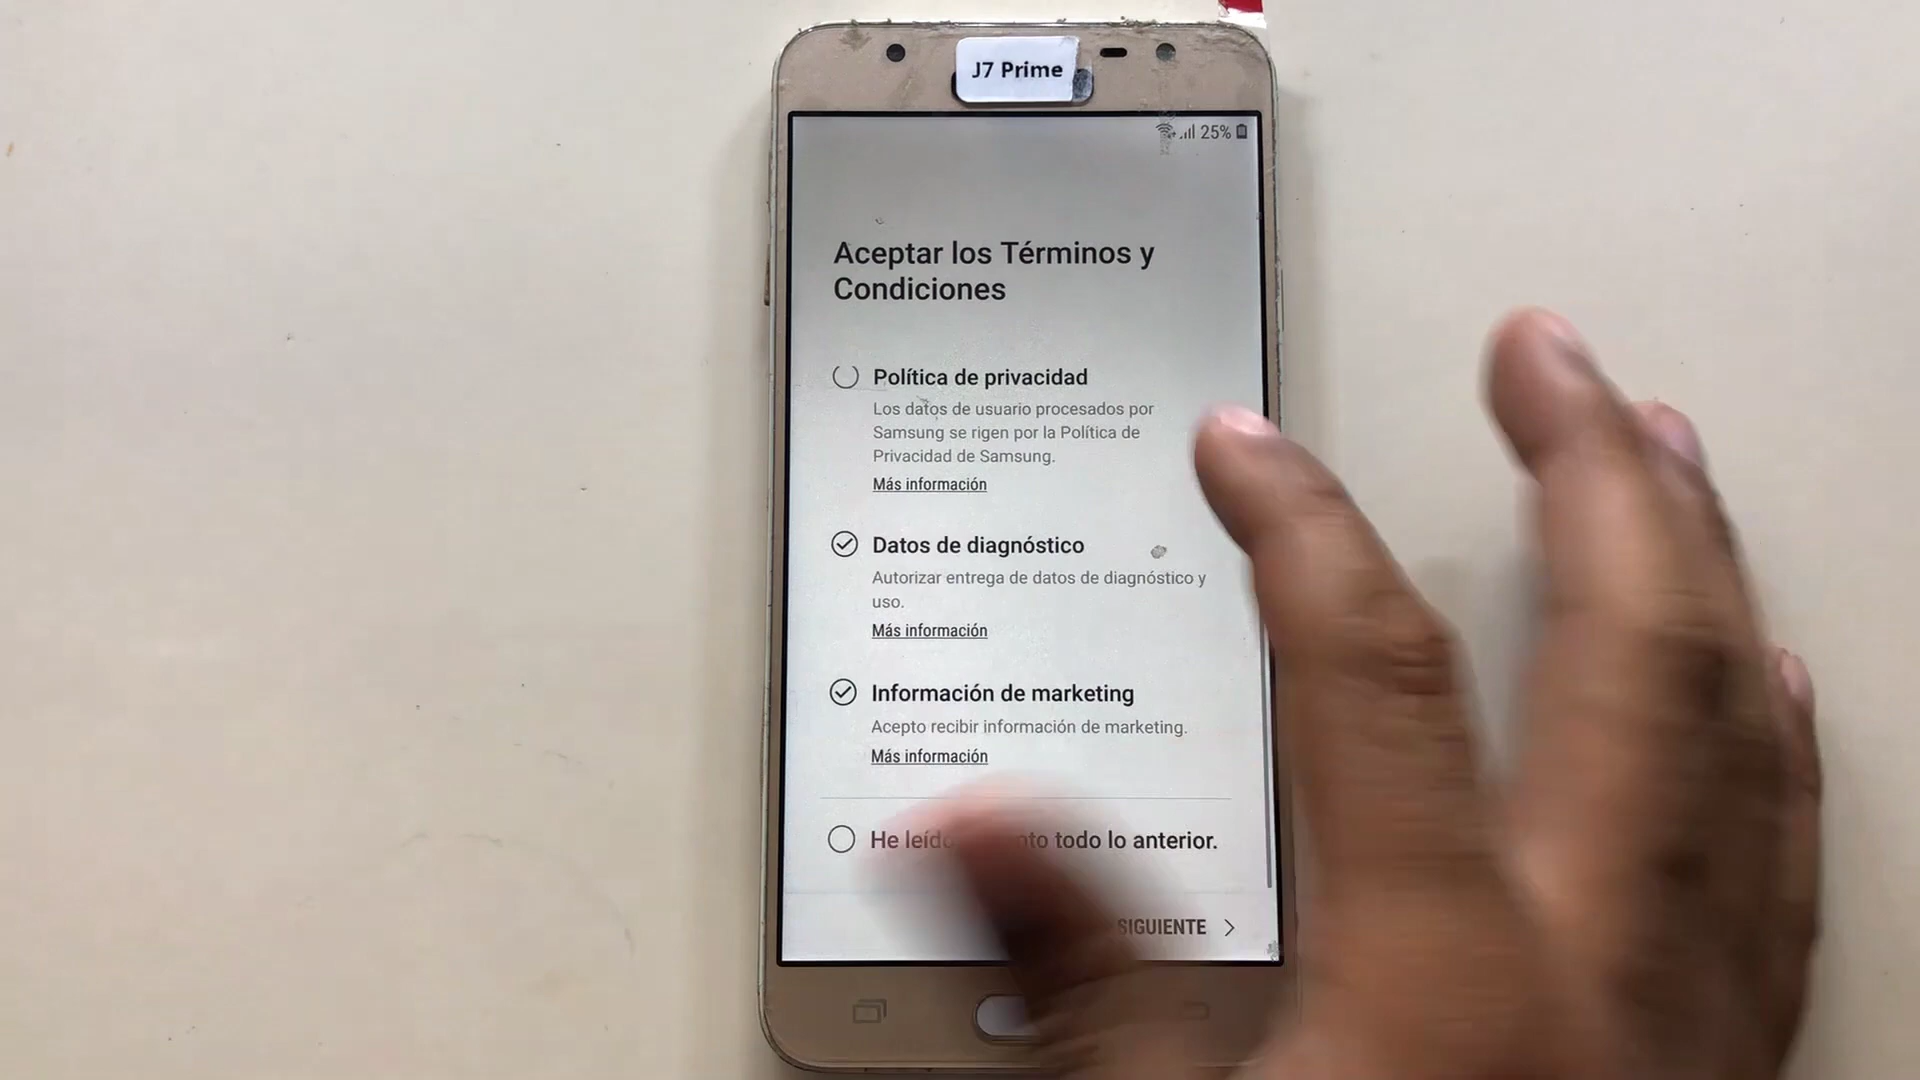 J7 Prime
25%
Aceptar los Términos y
Condiciones
Política de privacidad
Los datos de usuario procesados por
Samsung se rigen por la Política de
Privacidad de Samsung.
Más información
Datos de diagnóstico
Autorizar entrega de datos de diagnóstico y
uso.
Más información
Información de marketing
Acepto recibir información de marketing.
Más información
He leído todo lo anterior.
SIGUIENTE